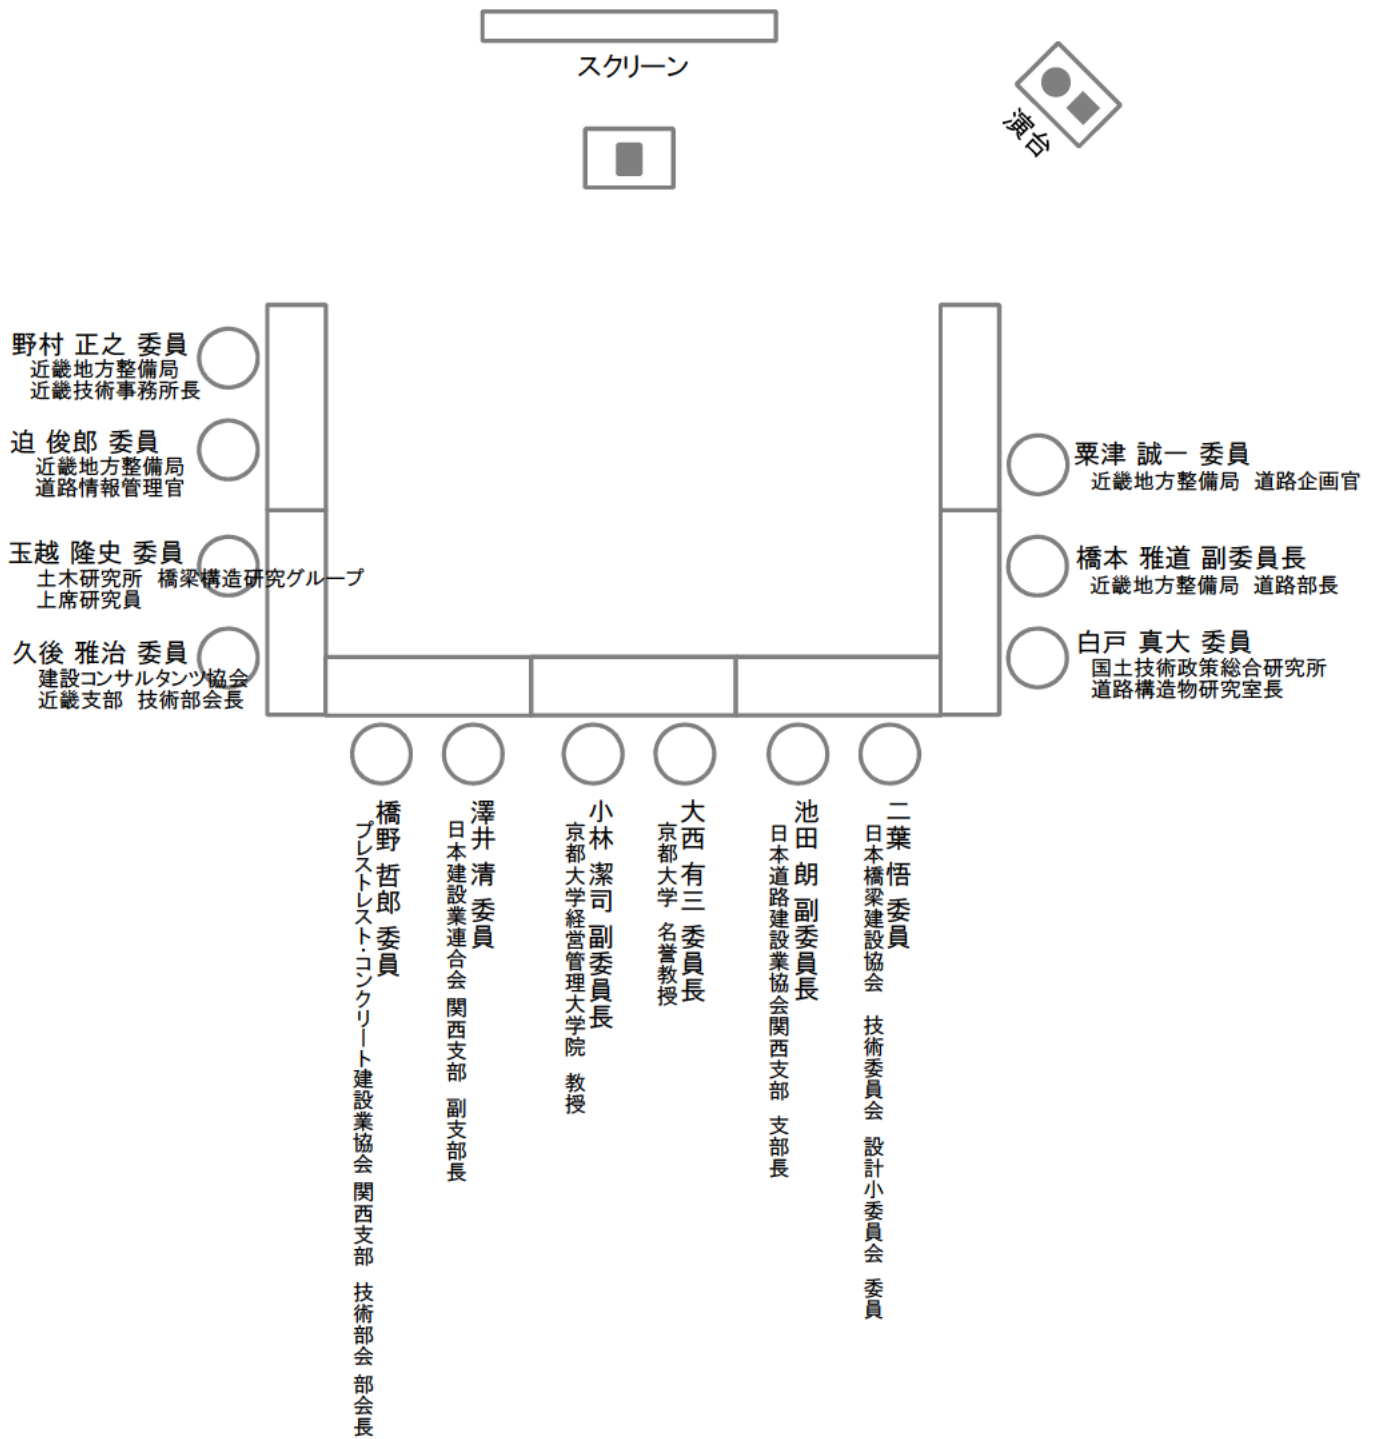 スクリーン
演台
野村 正之 委員
近畿地方整備局
近畿技術事務所長
迫 俊郎 委員
近畿地方整備局
道路情報管理官
玉越 隆史 委員
土木研究所 橋梁構造研究グループ
上席研究員
久後 雅治 委員
建設コンサルタンツ協会
近畿支部 技術部会長
粟津 誠一 委員
近畿地方整備局 道路企画官
橋本 雅道 副委員長
近畿地方整備局 道路部長
白戸 真大 委員
国土技術政策総合研究所
道路構造物研究室長
橋野 哲郎 委員
プレストレスト・コンクリート建設業協会 関西支部 技術部会 部会長
澤井 清 委員
日本建設業連合会 関西支部 副支部長
小林 潔司 副委員長
京都大学経営管理大学院 教授
大西 有三 委員長
京都大学 名誉教授
池田 朗 副委員長
日本道路建設業協会関西支部 支部長
二葉 悟 委員
日本橋梁建設協会 技術委員会 設計小委員会 委員